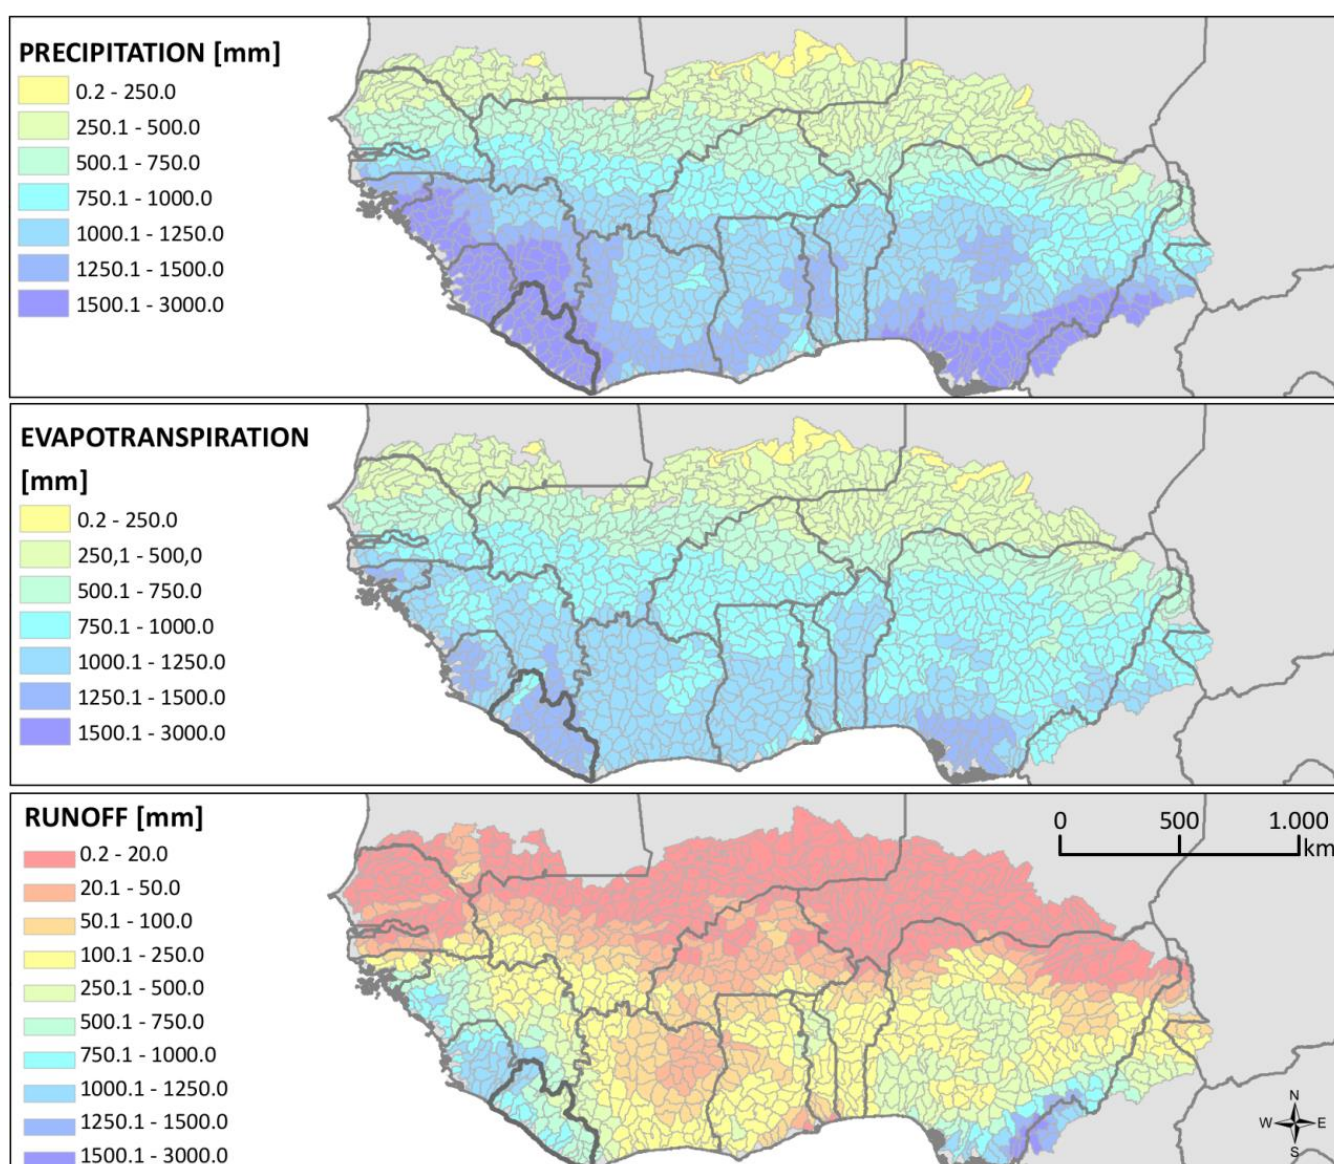 PRECIPITATION [mm]
0.2 - 250.0
250.1 - 500.0
500.1 - 750.0
750.1 - 1000.0
1000.1 - 1250.0
1250.1 - 1500.0
1500.1 - 3000.0
EVAPOTRANSPIRATION
[mm]
0.2 - 250.0
250,1 - 500,0
500.1 - 750.0
750.1 - 1000.0
1000.1 - 1250.0
1250.1 - 1500.0
1500.1 - 3000.0
RUNOFF [mm]
0.2 - 20.0
20.1 - 50.0
50.1 - 100.0
100.1 - 250.0
250.1 - 500.0
500.1 - 750.0
750.1 - 1000.0
1000.1 - 1250.0
1250.1 - 1500.0
1500.1 - 3000.0
0 500 1.000
km
N
W E
S